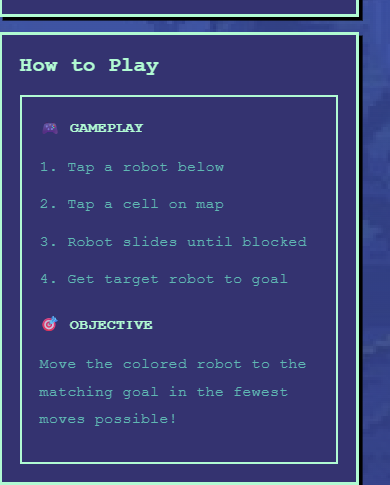 How to Play
🎮 GAMEPLAY
1. Tap a robot below
2. Tap a cell on map
3. Robot slides until blocked
4. Get target robot to goal
🎯 OBJECTIVE
Move the colored robot to the
matching goal in the fewest
moves possible!